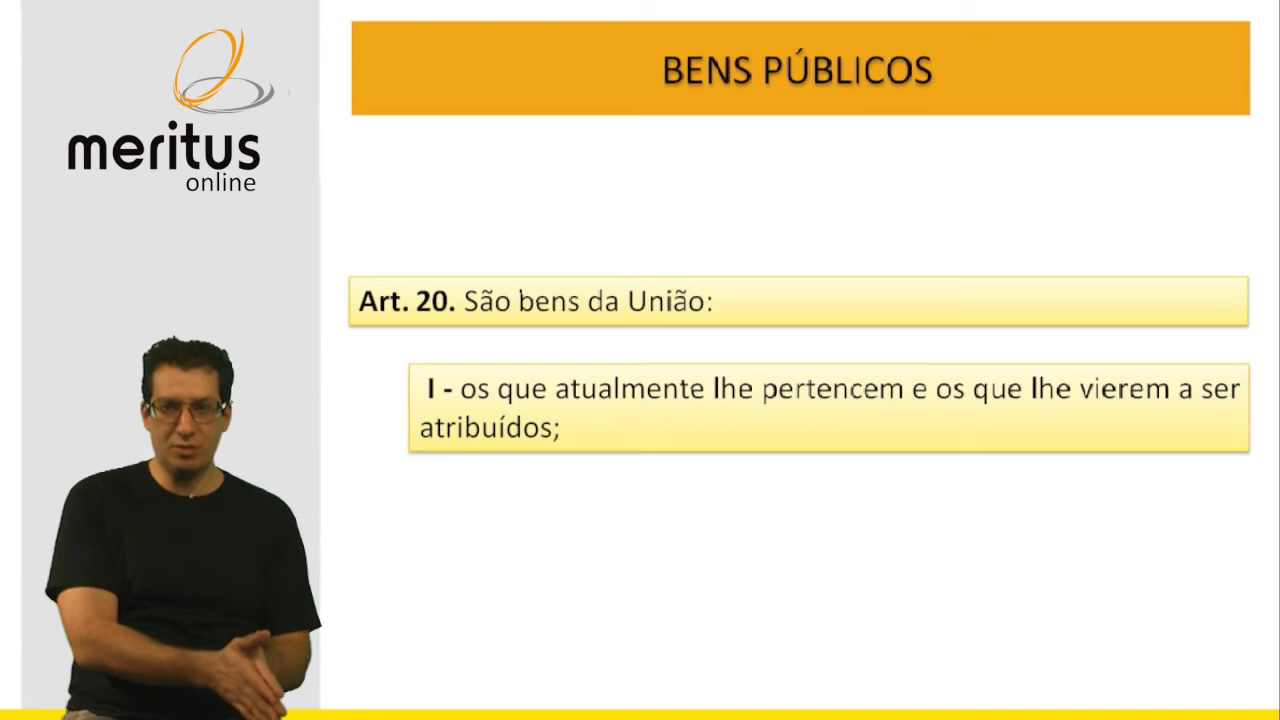 meritus
online
BENS PÚBLICOS
Art. 20. São bens da União:
I - os que atualmente lhe pertencem e os que lhe vierem a ser
atribuídos;